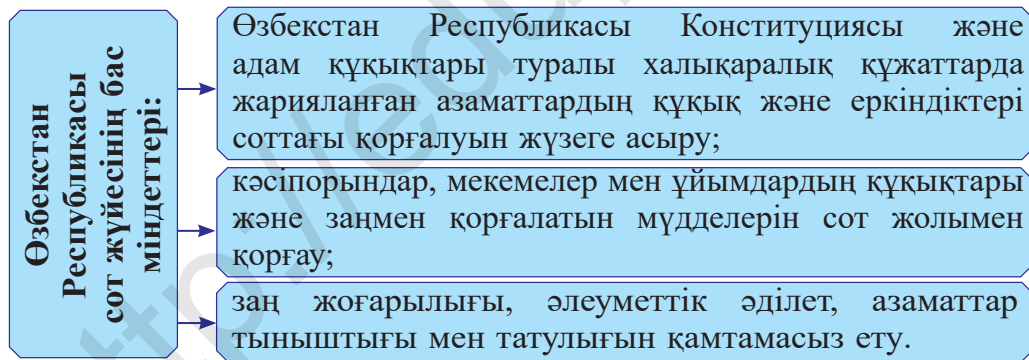 Өзбекстан
Республикасы
сот жүйесінің бас
міндеттері:
Өзбекстан Республикасы Конституциясы және
адам құқықтары туралы халықаралық құжаттарда
жарияланған азаматтардың құқық және еркіндіктері
соттағы қорғалуын жүзеге асыру;
кәсіпорындар, мекемелер мен ұйымдардың құқықтары
және заңмен қорғалатын мүдделерін сот жолымен
қорғау;
заң жоғарылығы, әлеуметтік әділет, азаматтар
тыныштығы мен татулығын қамтамасыз ету.